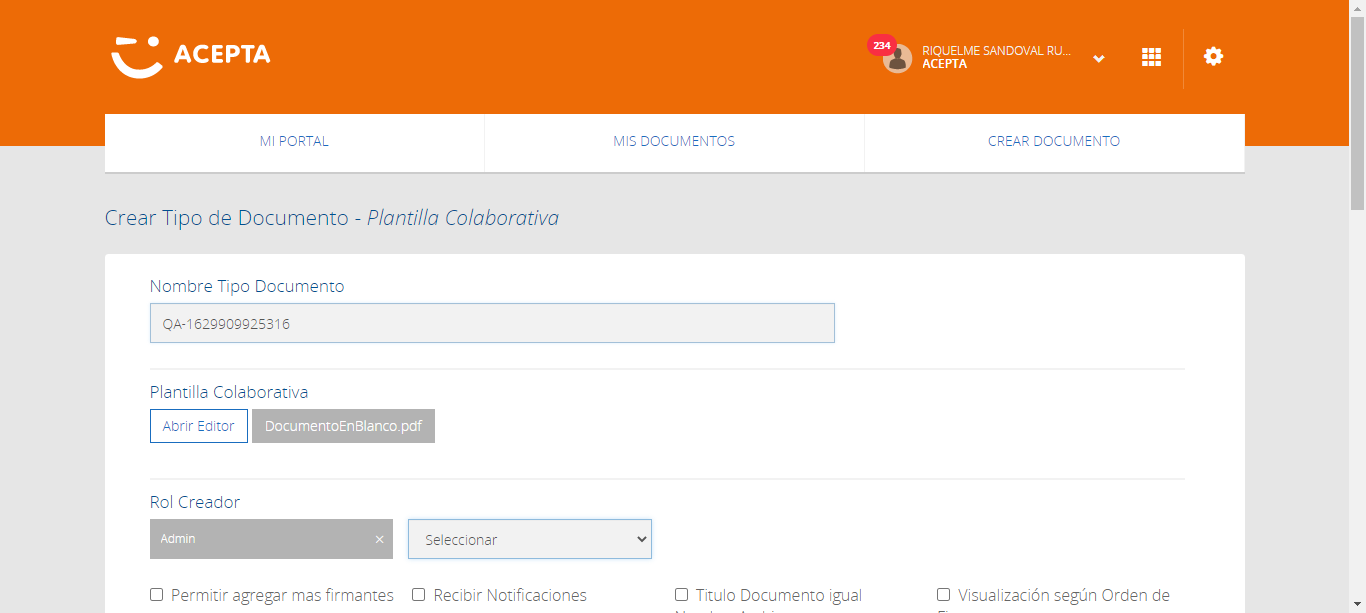 ACEPTA
234
RIQUELME SANDOVAL RU...
ACEPTA
MI PORTAL
MIS DOCUMENTOS
CREAR DOCUMENTO
Crear Tipo de Documento - Plantilla Colaborativa
Nombre Tipo Documento
QA-1629909925316
Plantilla Colaborativa
Abrir Editor
DocumentoEnBlanco.pdf
Rol Creador
Admin ×
Seleccionar
Permitir agregar mas firmantes
Recibir Notificaciones
Titulo Documento igual
Visualización según Orden de